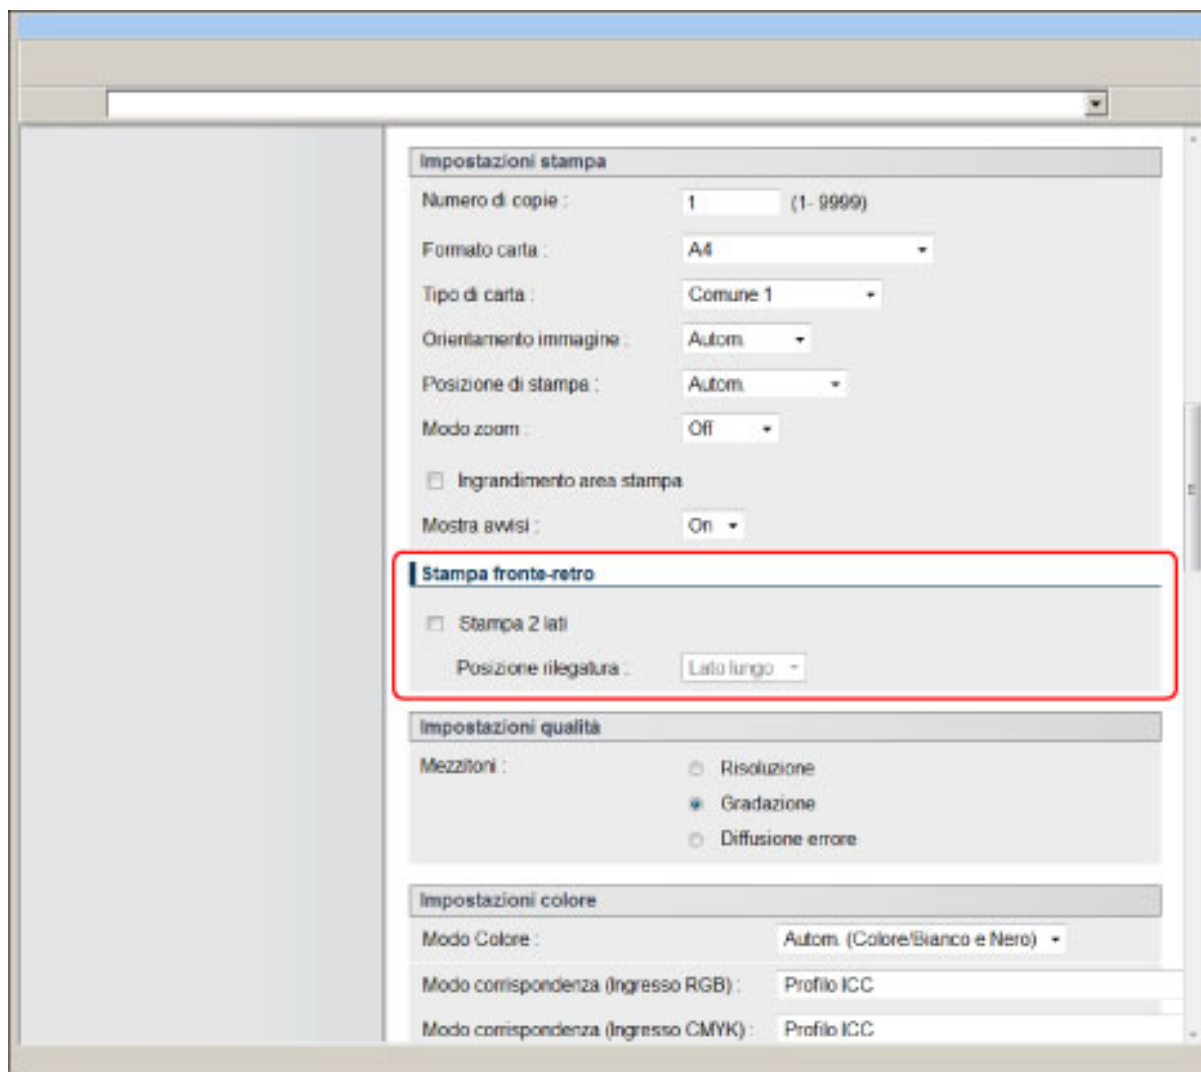 Impostazioni stampa
Numero di copie : 1 (1- 9999)
Formato carta : A4
Tipo di carta : Comune 1
Orientamento immagine : Autom.
Posizione di stampa : Autom.
Modo zoom : Off
Ingrandimento area stampa
Mostra avvisi : On
Stampa fronte-retro
Stampa 2 lati
Posizione rilegatura : Lato lungo
Impostazioni qualità
Mezzitoni : Risoluzione
Gradazione
Diffusione errore
Impostazioni colore
Modo Colore : Autom. (Colore/Bianco e Nero)
Modo corrispondenza (Ingresso RGB) : Profilo ICC
Modo corrispondenza (Ingresso CMYK) : Profilo ICC